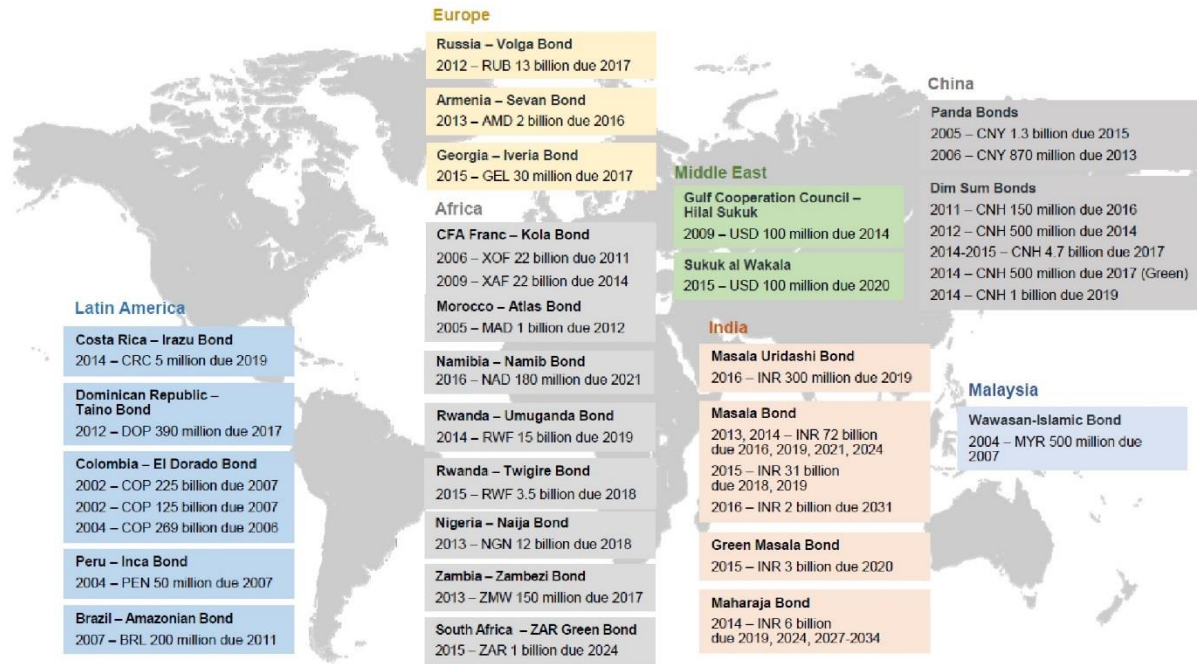 Europe
Russia – Volga Bond
2012 – RUB 13 billion due 2017
Armenia – Sevan Bond
2013 – AMD 2 billion due 2016
Georgia – Iveria Bond
2015 – GEL 30 million due 2017
Africa
CFA Franc – Kola Bond
2006 – XOF 22 billion due 2011
2009 – XAF 22 billion due 2014
Morocco – Atlas Bond
2005 – MAD 1 billion due 2012
Namibia – Namib Bond
2016 – NAD 180 million due 2021
Rwanda – Umuganda Bond
2014 – RWF 15 billion due 2019
Rwanda – Twigire Bond
2015 – RWF 3.5 billion due 2018
Nigeria – Naija Bond
2013 – NGN 12 billion due 2018
Zambia – Zambezi Bond
2013 – ZMW 150 million due 2017
South Africa – ZAR Green Bond
2015 – ZAR 1 billion due 2024
Latin America
Costa Rica – Irazu Bond
2014 – CRC 5 million due 2019
Dominican Republic –
Taino Bond
2012 – DOP 390 million due 2017
Colombia – El Dorado Bond
2002 – COP 225 billion due 2007
2002 – COP 125 billion due 2007
2004 – COP 269 billion due 2006
Peru – Inca Bond
2004 – PEN 50 million due 2007
Brazil – Amazonian Bond
2007 – BRL 200 million due 2011
Middle East
Gulf Cooperation Council –
Hilal Sukuk
2009 – USD 100 million due 2014
Sukuk al Wakala
2015 – USD 100 million due 2020
India
Masala Uridashi Bond
2016 – INR 300 million due 2019
Masala Bond
2013, 2014 – INR 72 billion
due 2016, 2019, 2021, 2024
2015 – INR 31 billion
due 2018, 2019
2016 – INR 2 billion due 2031
Green Masala Bond
2015 – INR 3 billion due 2020
Maharaja Bond
2014 – INR 6 billion
due 2019, 2024, 2027-2034
China
Panda Bonds
2005 – CNY 1.3 billion due 2015
2006 – CNY 870 million due 2013
Dim Sum Bonds
2011 – CNH 150 million due 2016
2012 – CNH 500 million due 2014
2014-2015 – CNH 4.7 billion due 2017
2014 – CNH 500 million due 2017 (Green)
2014 – CNH 1 billion due 2019
Malaysia
Wawasan-Islamic Bond
2004 – MYR 500 million due
2007